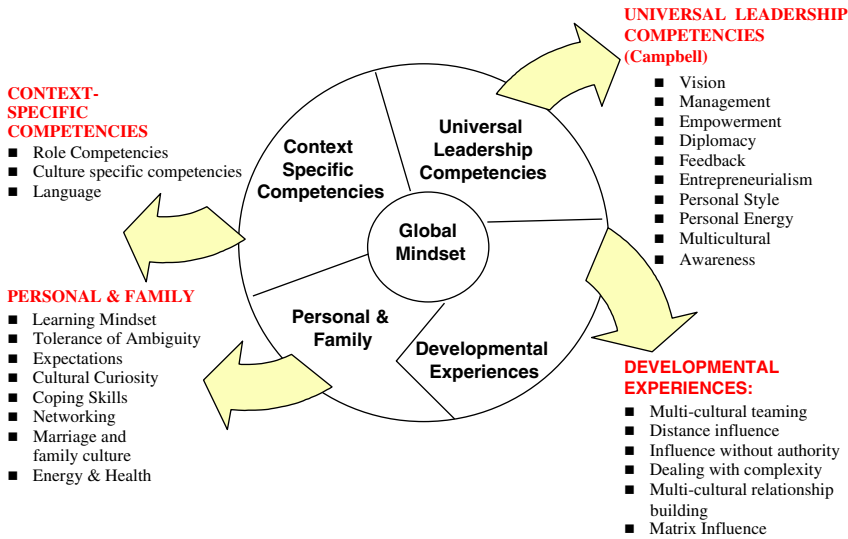 UNIVERSAL LEADERSHIP
COMPETENCIES
(Campbell)
■ Vision
■ Management
■ Empowerment
■ Diplomacy
■ Feedback
■ Entrepreneurialism
■ Personal Style
■ Personal Energy
■ Multicultural
■ Awareness
CONTEXT-
SPECIFIC
COMPETENCIES
■ Role Competencies
■ Culture specific competencies
■ Language
Context
Specific
Competencies
Universal
Leadership
Competencies
Global
Mindset
Personal &
Family
Developmental
Experiences
PERSONAL & FAMILY
■ Learning Mindset
■ Tolerance of Ambiguity
■ Expectations
■ Cultural Curiosity
■ Coping Skills
■ Networking
■ Marriage and
family culture
■ Energy & Health
DEVELOPMENTAL
EXPERIENCES:
■ Multi-cultural teaming
■ Distance influence
■ Influence without authority
■ Dealing with complexity
■ Multi-cultural relationship
building
■ Matrix Influence